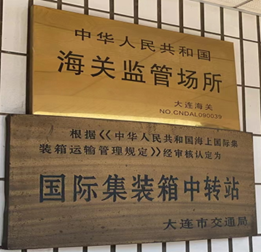 中华人民共和国
海关监管场所
大连海关
NO.CNDAL090039
根据《《中华人民共和国海上国际集
装箱运输管理规定》》经审核认定为
国际集装箱中转站
大连市交通局